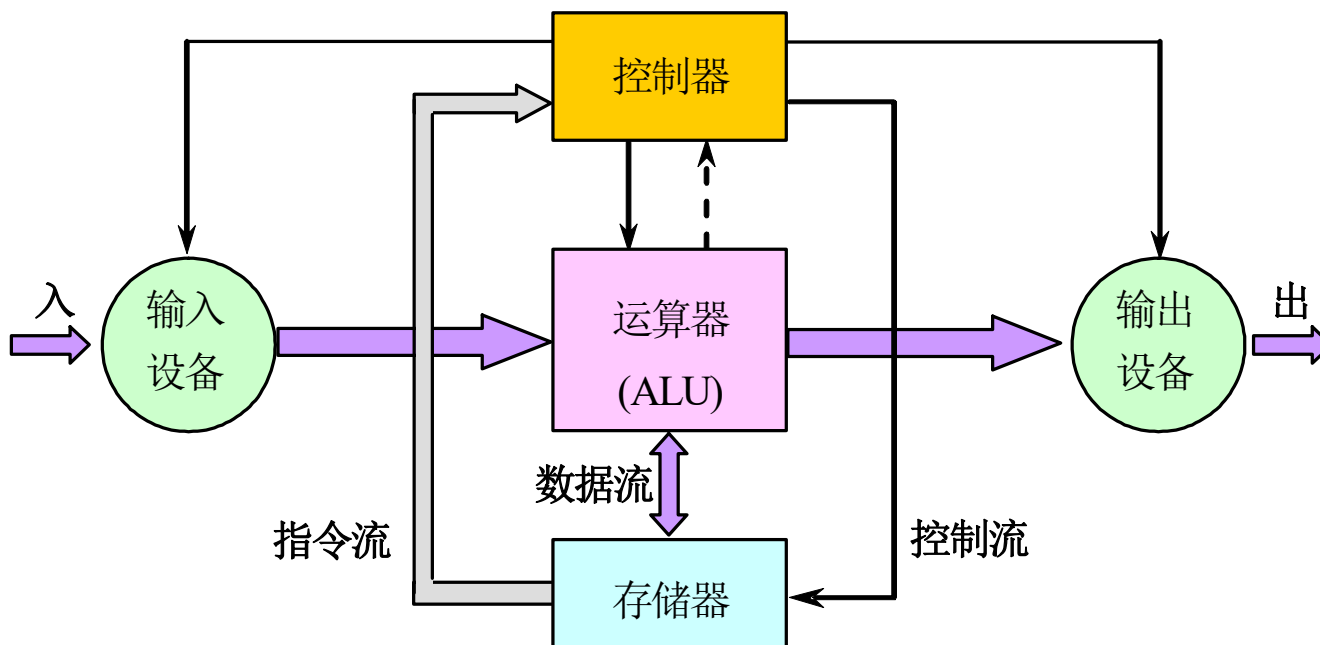 控制器
入
输入
设备
运算器
(ALU)
输出
设备
出
数据流
指令流
控制流
存储器